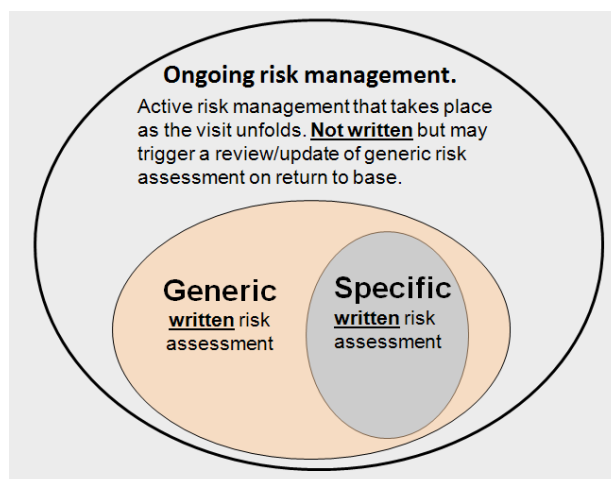 Ongoing risk management.
Active risk management that takes place
as the visit unfolds. Not written but may
trigger a review/update of generic risk
assessment on return to base.
Generic
written risk
assessment
Specific
written risk
assessment